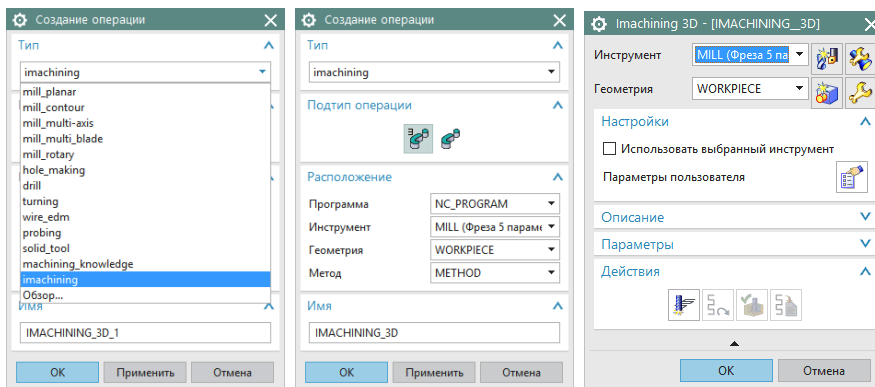 Создание операции
Тип
imachining
mill_planar
mill_contour
mill_multi-axis
mill_multi_blade
mill_rotary
hole_making
drill
turning
wire_edm
probing
solid_tool
machining_knowledge
imachining
Обзор...
Имя
IMACHINING_3D_1
OK
Применить
Отмена
Создание операции
Тип
imachining
Подтип операции
3
Расположение
Программа NC_PROGRAM
Инструмент MILL (Фреза 5 параме
Геометрия WORKPIECE
Метод METHOD
Имя
IMACHINING_3D
OK
Применить
Отмена
Imachining 3D - [IMACHINING__3D]
Инструмент MILL (Фреза 5 па
Геометрия WORKPIECE
Настройки
Использовать выбранный инструмент
Параметры пользователя
Описание
Параметры
Действия
OK
Отмена